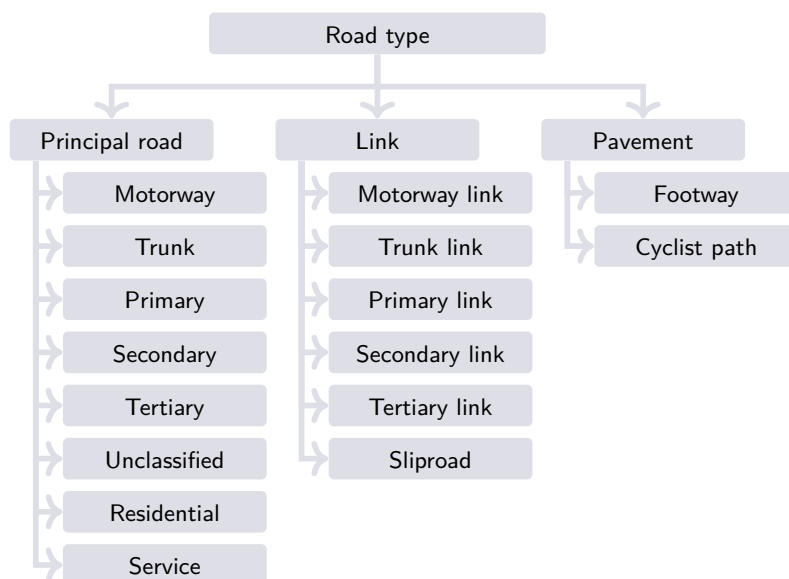 Road type
Principal road
Link
Pavement
Motorway
Motorway link
Footway
Trunk
Trunk link
Cyclist path
Primary
Primary link
Secondary
Secondary link
Tertiary
Tertiary link
Unclassified
Sliproad
Residential
Service